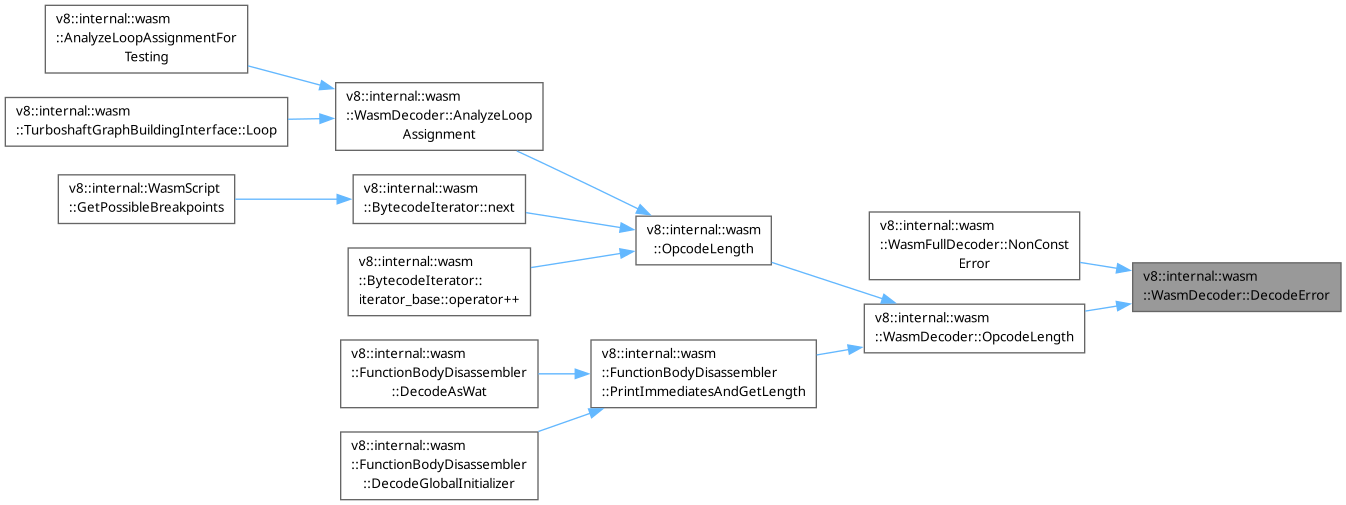 v8::internal::wasm
::AnalyzeLoopAssignmentFor
Testing
v8::internal::wasm
::TurboshaftGraphBuildingInterface::Loop
v8::internal::WasmScript
::GetPossibleBreakpoints
v8::internal::wasm
::WasmDecoder::AnalyzeLoop
Assignment
v8::internal::wasm
::BytecodeIterator::next
v8::internal::wasm
::BytecodeIterator::
iterator_base::operator++
v8::internal::wasm
::FunctionBodyDisassembler
::DecodeAsWat
v8::internal::wasm
::FunctionBodyDisassembler
::DecodeGlobalInitializer
v8::internal::wasm
::OpcodeLength
v8::internal::wasm
::FunctionBodyDisassembler
::PrintImmediatesAndGetLength
v8::internal::wasm
::WasmFullDecoder::NonConst
Error
v8::internal::wasm
::WasmDecoder::OpcodeLength
v8::internal::wasm
::WasmDecoder::DecodeError